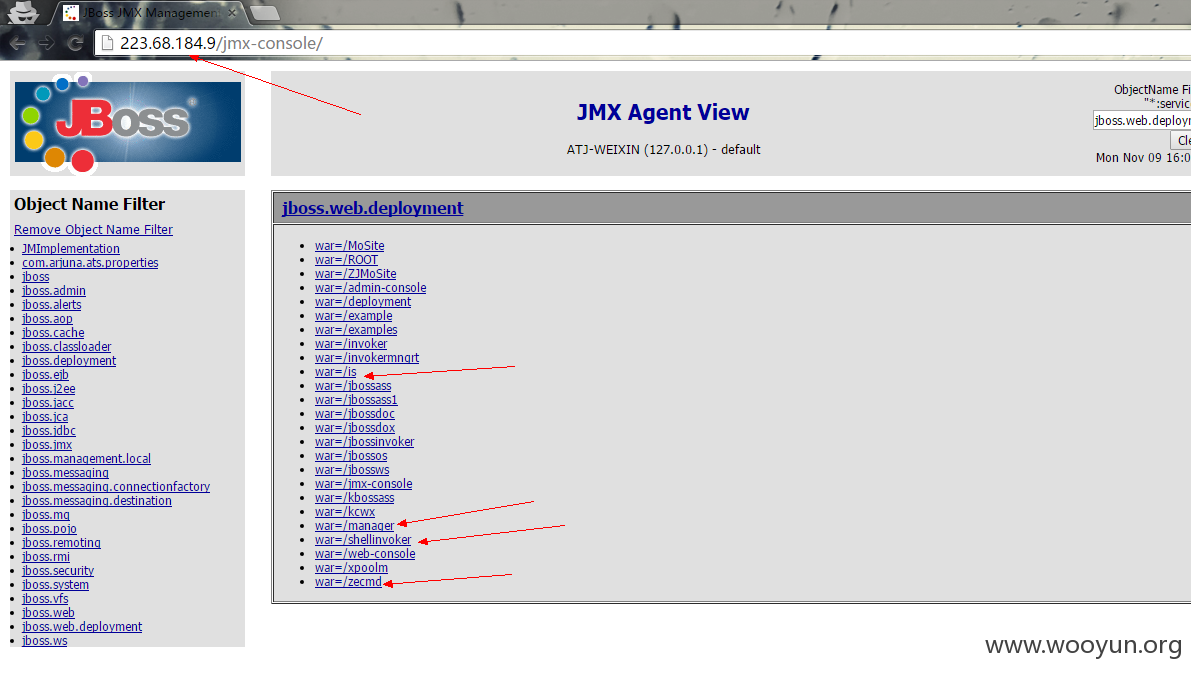 JBoss JMX Management
223.68.184.9/jmx-console/
JBoss®
JMX Agent View
ATJ-WEIXIN (127.0.0.1) - default
ObjectName Fi
"*:servic
jboss.web.deployn
Cle
Mon Nov 09 16:0
Object Name Filter
Remove Object Name Filter
JMImplementation
com.arjuna.ats.properties
jboss
jboss.admin
jboss.alerts
jboss.aop
jboss.cache
jboss.classloader
jboss.deployment
jboss.ejb
jboss.j2ee
jboss.jacc
jboss.jca
jboss.jdbc
jboss.jmx
jboss.management.local
jboss.messaging
jboss.messaging.connectionfactory
jboss.messaging.destination
jboss.mq
jboss.pojo
jboss.remoting
jboss.rmi
jboss.security
jboss.system
jboss.vfs
jboss.web
jboss.web.deployment
jboss.ws
jboss.web.deployment
war=/MoSite
war=/ROOT
war=/ZJMoSite
war=/admin-console
war=/deployment
war=/example
war=/examples
war=/invoker
war=/invokermngrt
war=/is
war=/jbossass
war=/jbossass1
war=/jbossdoc
war=/jbossdox
war=/jbossinvoker
war=/jbossos
war=/jbossws
war=/jmx-console
war=/kbossass
war=/kcwx
war=/manager
war=/shellinvoker
war=/web-console
war=/xpoolm
war=/zecmd
www.wooyun.org